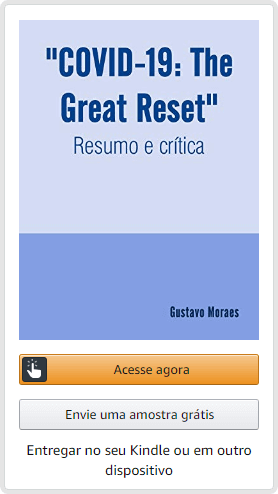 "COVID-19: The
Great Reset"
Resumo e crítica
Gustavo Moraes
Acesse agora
Envie uma amostra grátis
Entregar no seu Kindle ou em outro
dispositivo